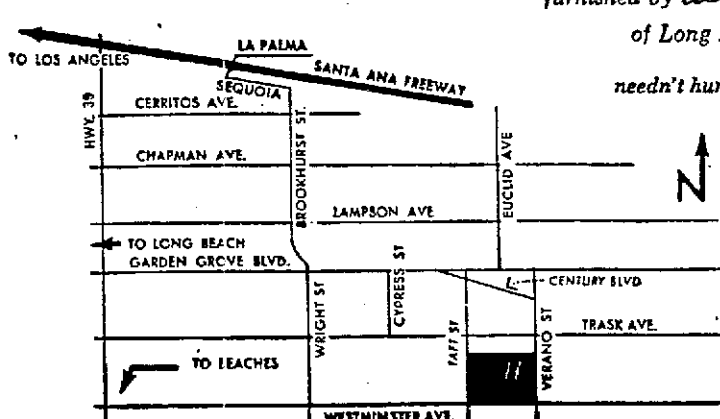 furnished by
of Long
needn't hur
TO LOS ANGELES
LA PALMA
SANTA ANA FREEWAY
SEQUOIA
CERRITOS AVE.
HWY. 39
BROOKHURST ST.
CHAPMAN AVE.
EUCLID AVE
N
LAMPSON AVE
TO LONG BEACH
GARDEN GROVE BLVD.
CYPRESS ST
CENTURY BLVD
WRIGHT ST
TAFT ST
VERANO ST
TRASK AVE.
TO BEACHES
WESTMINSTER AVE.